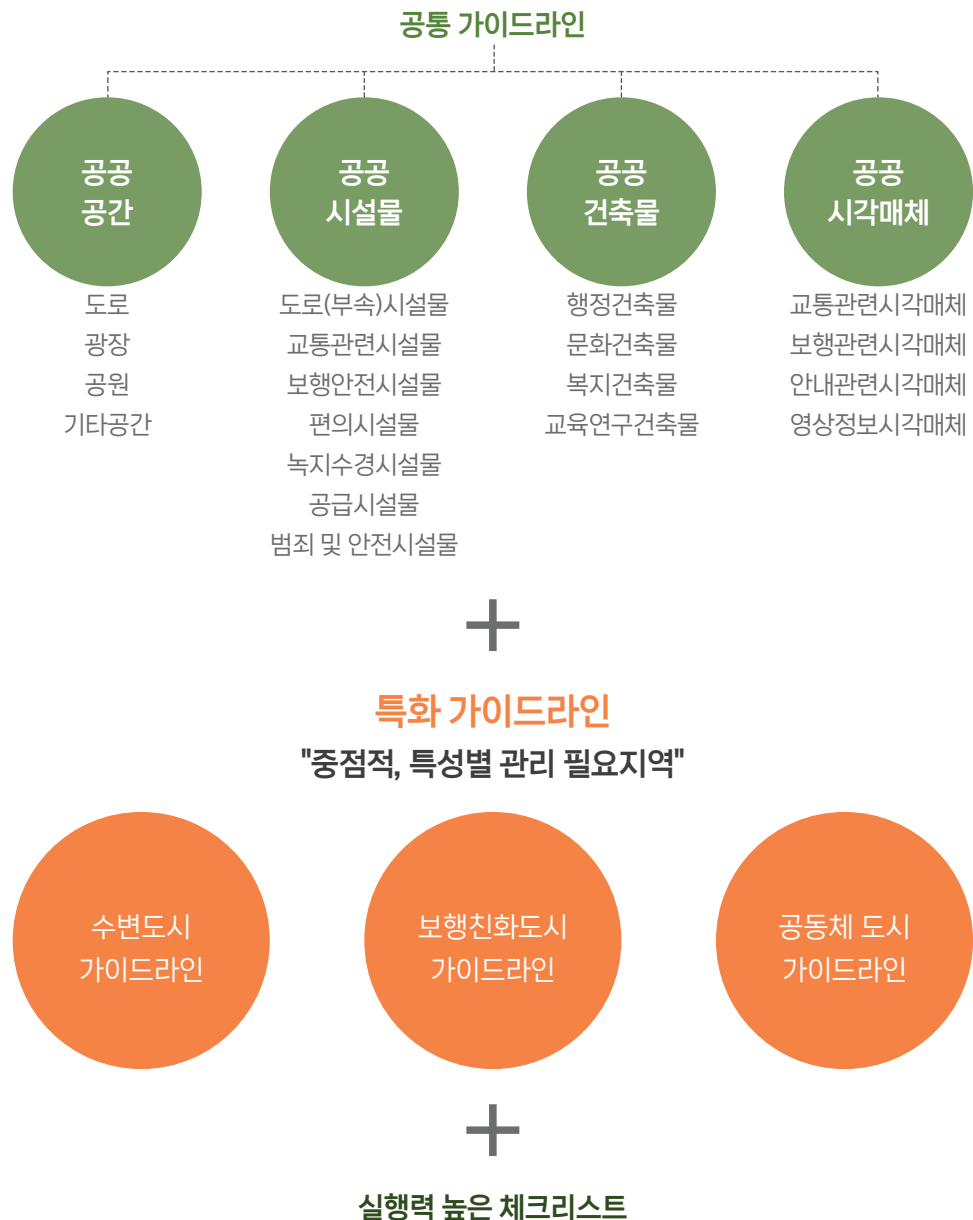 공통 가이드라인
공공
공간
공공
시설물
공공
건축물
공공
시각매체
도로
광장
공원
기타공간
도로(부속)시설물
교통관련시설물
보행안전시설물
편의시설물
녹지수경시설물
공급시설물
범죄 및 안전시설물
행정건축물
문화건축물
복지건축물
교육연구건축물
교통관련시각매체
보행관련시각매체
안내관련시각매체
영상정보시각매체
+
특화 가이드라인
"중점적, 특성별 관리 필요지역"
수변도시
가이드라인
보행친화도시
가이드라인
공동체 도시
가이드라인
+
실행력 높은 체크리스트